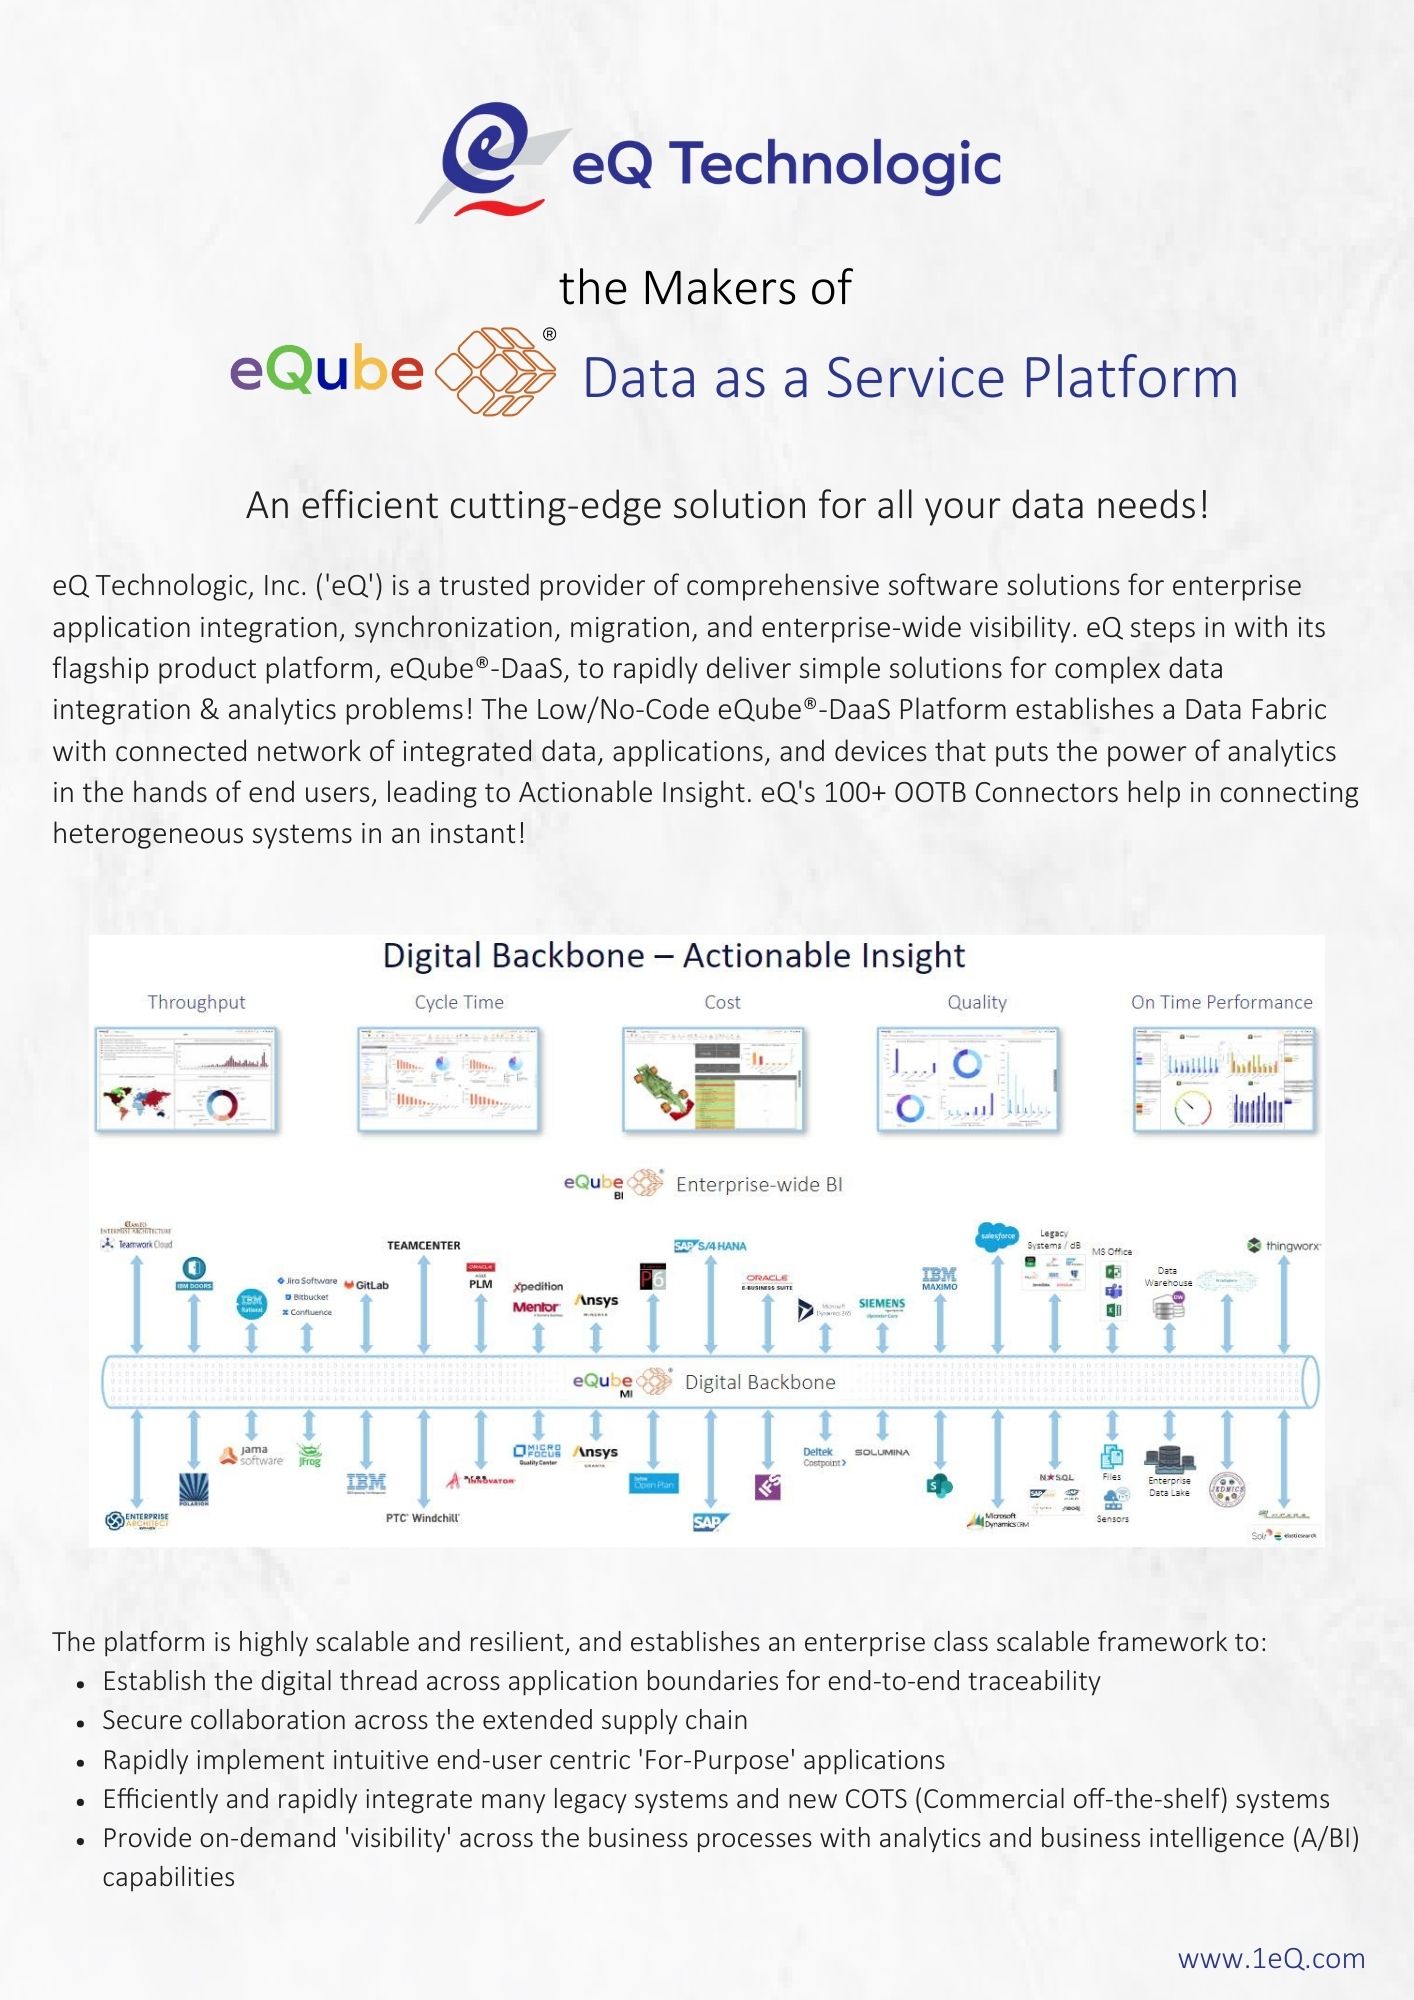 eQ Technologic
the Makers of
eQube® Data as a Service Platform
An efficient cutting-edge solution for all your data needs!
eQ Technologic, Inc. ('eQ') is a trusted provider of comprehensive software solutions for enterprise
application integration, synchronization, migration, and enterprise-wide visibility. eQ steps in with its
flagship product platform, eQube®-DaaS, to rapidly deliver simple solutions for complex data
integration & analytics problems! The Low/No-Code eQube®-DaaS Platform establishes a Data Fabric
with connected network of integrated data, applications, and devices that puts the power of analytics
in the hands of end users, leading to Actionable Insight. eQ's 100+ OOTB Connectors help in connecting
heterogeneous systems in an instant!
Digital Backbone – Actionable Insight
Throughput Cycle Time Cost Quality On Time Performance
eQube® BI Enterprise-wide BI
Teamwork Cloud
IBM DOORS
IBM Rational
Jira Software
Bitbucket
Confluence
GitLab
TEAMCENTER
ORACLE
PLM
Xpedition
Mentor
Ansys
P6
SAP S/4 HANA
ORACLE
E-BUSINESS SUITE
Microsoft
Dynamics 365
SIEMENS
IBM
MAXIMO
salesforce
Legacy
Systems / dB
MS Office
Data
Warehouse
thingworx
eQube® MI Digital Backbone
ENTERPRISE
ARCHITECT
POLARION
jama
software
JFrog
IBM
PTC Windchill
aras
INNOVATOR
MICRO
FOCUS
Quality Center
Ansys
GRANTA
Open Plan
SAP
IFS
Deltek
Costpoint
SOLUMINA
S
Microsoft
Dynamics CRM
NoSQL
Files
Sensors
Enterprise
Data Lake
JEDMICS
Solr
elasticsearch
The platform is highly scalable and resilient, and establishes an enterprise class scalable framework to:
• Establish the digital thread across application boundaries for end-to-end traceability
• Secure collaboration across the extended supply chain
• Rapidly implement intuitive end-user centric 'For-Purpose' applications
• Efficiently and rapidly integrate many legacy systems and new COTS (Commercial off-the-shelf) systems
• Provide on-demand 'visibility' across the business processes with analytics and business intelligence (A/BI)
capabilities
www.1eQ.com